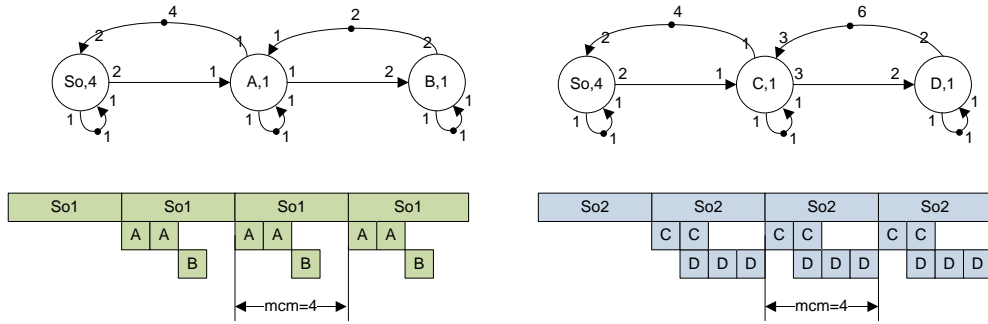 4 2 4 6
2 1 1 2 2 1 3 2
So,4 2 1 A,1 1 2 B,1 So,4 2 1 C,1 3 2 D,1
1 1 1 1 1 1 1 1 1 1 1 1
1 1 1 1 1 1
So1 So1 So1 So1 So2 So2 So2 So2
A A A A A A C C C C C C
B B B D D D D D D D D D
mcm=4 mcm=4